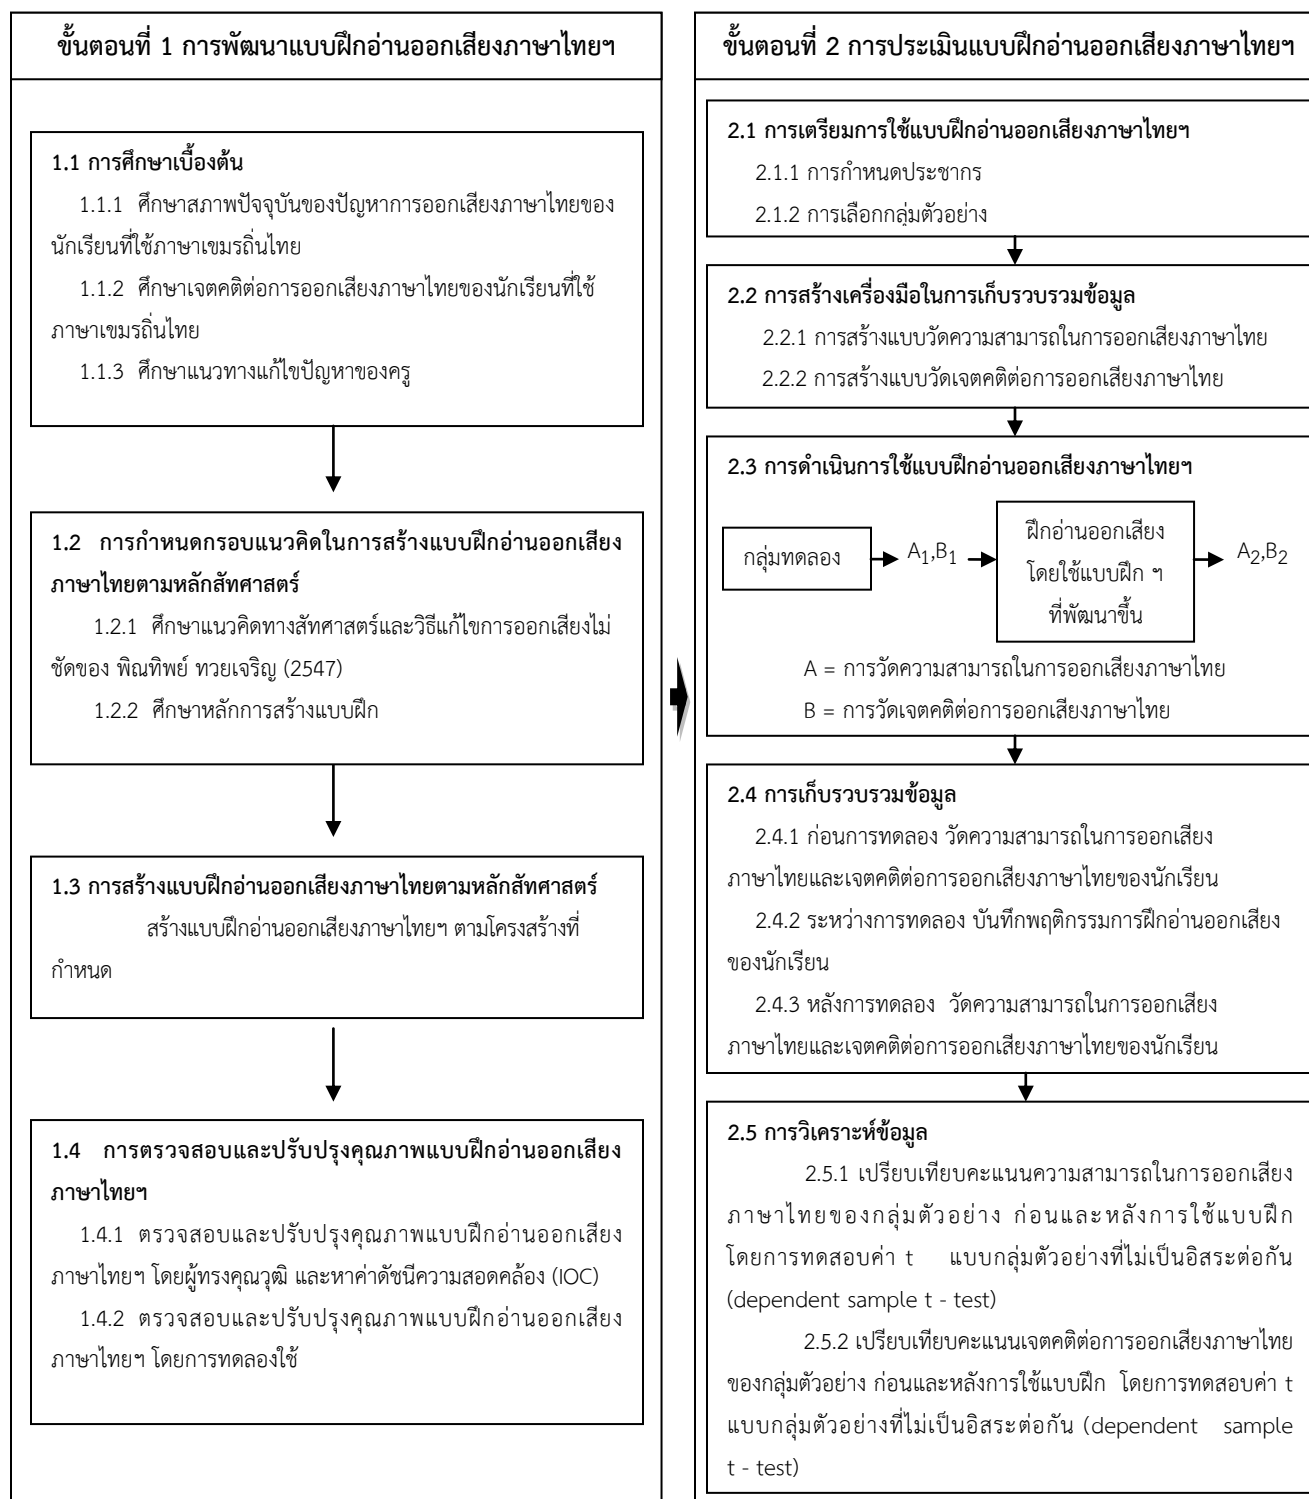 ขั้นตอนที่ 1 การพัฒนาแบบฝึกอ่านออกเสียงภาษาไทยฯ
1.1 การศึกษาเบื้องต้น
1.1.1 ศึกษาสภาพปัจจุบันของปัญหาการออกเสียงภาษาไทยของ
นักเรียนที่ใช้ภาษาเขมรถิ่นไทย
1.1.2 ศึกษาเจตคติต่อการออกเสียงภาษาไทยของนักเรียนที่ใช้
ภาษาเขมรถิ่นไทย
1.1.3 ศึกษาแนวทางแก้ไขปัญหาของครู
1.2 การกำหนดกรอบแนวคิดในการสร้างแบบฝึกอ่านออกเสียง
ภาษาไทยตามหลักสัทศาสตร์
1.2.1 ศึกษาแนวคิดทางสัทศาสตร์และวิธีแก้ไขการออกเสียงไม่
ชัดของ พิณทิพย์ ทวยเจริญ (2547)
1.2.2 ศึกษาหลักการสร้างแบบฝึก
1.3 การสร้างแบบฝึกอ่านออกเสียงภาษาไทยตามหลักสัทศาสตร์
สร้างแบบฝึกอ่านออกเสียงภาษาไทยฯ ตามโครงสร้างที่
กำหนด
1.4 การตรวจสอบและปรับปรุงคุณภาพแบบฝึกอ่านออกเสียง
ภาษาไทยฯ
1.4.1 ตรวจสอบและปรับปรุงคุณภาพแบบฝึกอ่านออกเสียง
ภาษาไทยฯ โดยผู้ทรงคุณวุฒิ และหาค่าดัชนีความสอดคล้อง (IOC)
1.4.2 ตรวจสอบและปรับปรุงคุณภาพแบบฝึกอ่านออกเสียง
ภาษาไทยฯ โดยการทดลองใช้
ขั้นตอนที่ 2 การประเมินแบบฝึกอ่านออกเสียงภาษาไทยฯ
2.1 การเตรียมการใช้แบบฝึกอ่านออกเสียงภาษาไทยฯ
2.1.1 การกำหนดประชากร
2.1.2 การเลือกกลุ่มตัวอย่าง
2.2 การสร้างเครื่องมือในการเก็บรวบรวมข้อมูล
2.2.1 การสร้างแบบวัดความสามารถในการออกเสียงภาษาไทย
2.2.2 การสร้างแบบวัดเจตคติต่อการออกเสียงภาษาไทย
2.3 การดำเนินการใช้แบบฝึกอ่านออกเสียงภาษาไทยฯ
กลุ่มทดลอง
A1,B1
ฝึกอ่านออกเสียง
โดยใช้แบบฝึก ฯ
ที่พัฒนาขึ้น
A2,B2
A = การวัดความสามารถในการออกเสียงภาษาไทย
B = การวัดเจตคติต่อการออกเสียงภาษาไทย
2.4 การเก็บรวบรวมข้อมูล
2.4.1 ก่อนการทดลอง วัดความสามารถในการออกเสียง
ภาษาไทยและเจตคติต่อการออกเสียงภาษาไทยของนักเรียน
2.4.2 ระหว่างการทดลอง บันทึกพฤติกรรมการฝึกอ่านออกเสียง
ของนักเรียน
2.4.3 หลังการทดลอง วัดความสามารถในการออกเสียง
ภาษาไทยและเจตคติต่อการออกเสียงภาษาไทยของนักเรียน
2.5 การวิเคราะห์ข้อมูล
2.5.1 เปรียบเทียบคะแนนความสามารถในการออกเสียง
ภาษาไทยของกลุ่มตัวอย่าง ก่อนและหลังการใช้แบบฝึก
โดยการทดสอบค่า t แบบกลุ่มตัวอย่างที่ไม่เป็นอิสระต่อกัน
(dependent sample t - test)
2.5.2 เปรียบเทียบคะแนนเจตคติต่อการออกเสียงภาษาไทย
ของกลุ่มตัวอย่าง ก่อนและหลังการใช้แบบฝึก โดยการทดสอบค่า t
แบบกลุ่มตัวอย่างที่ไม่เป็นอิสระต่อกัน (dependent sample
t - test)